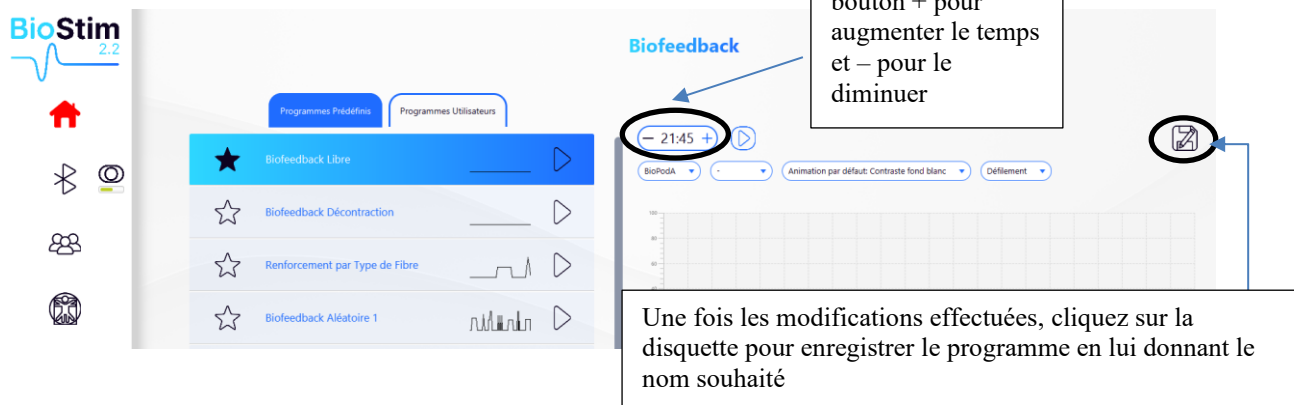 bouton + pour
augmenter le temps
et – pour le
diminuer
BioStim
2.2
Biofeedback
Programmes Prédéfinis
Programmes Utilisateurs
— 21:45 +
Biofeedback Libre
BioPodA
-
Animation par défaut: Contraste fond blanc
Défilement
Biofeedback Décontraction
100
80
Renforcement par Type de Fibre
60
Biofeedback Aléatoire 1
Une fois les modifications effectuées, cliquez sur la
disquette pour enregistrer le programme en lui donnant le
nom souhaité